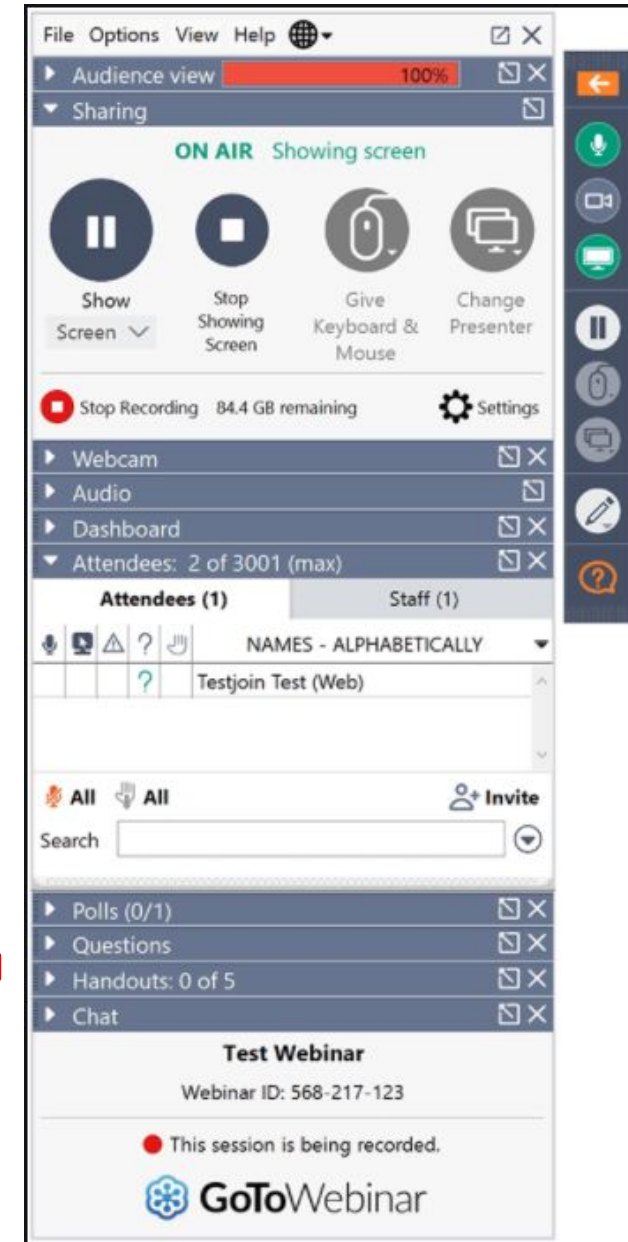 File Options View Help
Audience view 100%
Sharing
ON AIR Showing screen
Show
Screen
Stop
Showing
Screen
Give
Keyboard &
Mouse
Change
Presenter
Stop Recording 84.4 GB remaining Settings
Webcam
Audio
Dashboard
Attendees: 2 of 3001 (max)
Attendees (1) Staff (1)
? NAMES - ALPHABETICALLY
? Testjoin Test (Web)
All All Invite
Search
Polls (0/1)
Questions
Handouts: 0 of 5
Chat
Test Webinar
Webinar ID: 568-217-123
This session is being recorded.
GoToWebinar
?